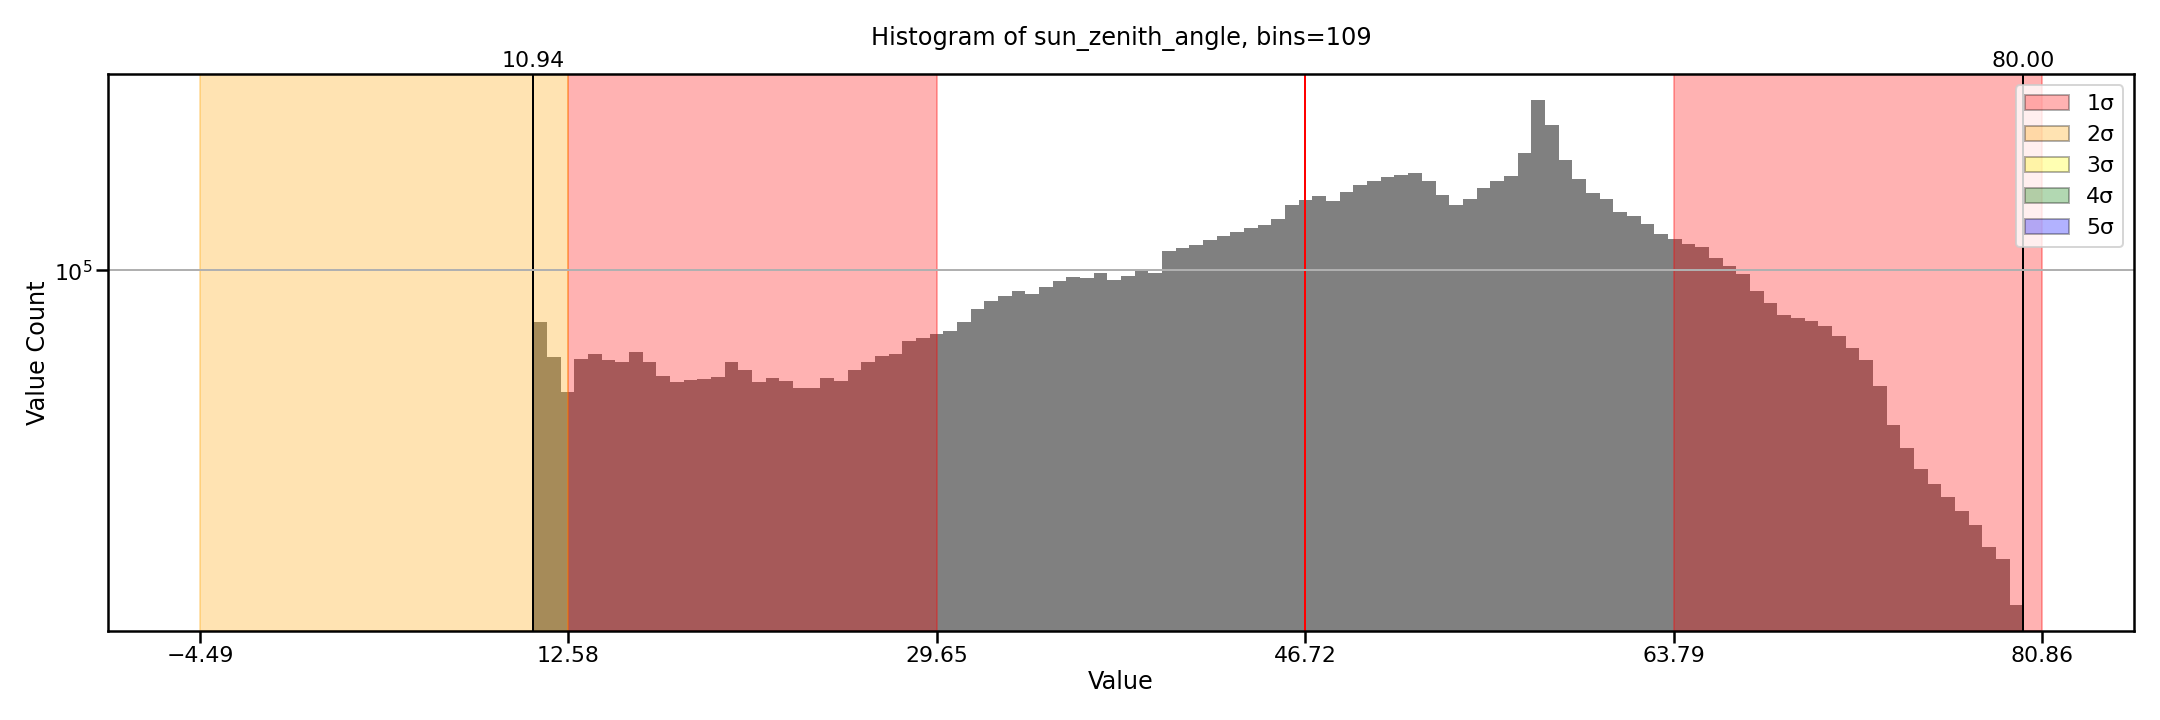 Histogram of sun_zenith_angle, bins=109
10.94
80.00
1σ
2σ
3σ
4σ
5σ
10⁵
Value Count
−4.49
12.58
29.65
46.72
63.79
80.86
Value